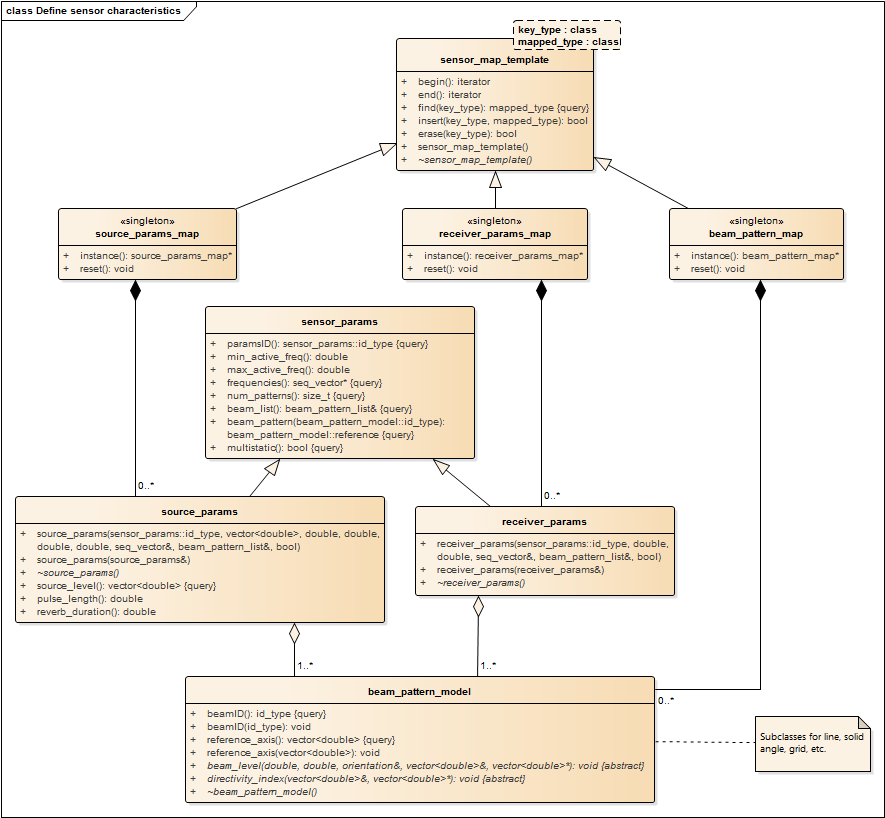 class Define sensor characteristics
key_type : class
mapped_type : class
sensor_map_template
+ begin(): iterator
+ end(): iterator
+ find(key_type): mapped_type {query}
+ insert(key_type, mapped_type): bool
+ erase(key_type): bool
+ sensor_map_template()
+ ~sensor_map_template()
«singleton»
source_params_map
+ instance(): source_params_map*
+ reset(): void
«singleton»
receiver_params_map
+ instance(): receiver_params_map*
+ reset(): void
«singleton»
beam_pattern_map
+ instance(): beam_pattern_map*
+ reset(): void
sensor_params
+ paramsID(): sensor_params::id_type {query}
+ min_active_freq(): double
+ max_active_freq(): double
+ frequencies(): seq_vector* {query}
+ num_patterns(): size_t {query}
+ beam_list(): beam_pattern_list& {query}
+ beam_pattern(beam_pattern_model::id_type):
beam_pattern_model::reference {query}
+ multistatic(): bool {query}
0..*
0..*
source_params
+ source_params(sensor_params::id_type, vector<double>, double, double,
double, double, seq_vector&, beam_pattern_list&, bool)
+ source_params(source_params&)
+ ~source_params()
+ source_level(): vector<double> {query}
+ pulse_length(): double
+ reverb_duration(): double
receiver_params
+ receiver_params(sensor_params::id_type, double,
double, seq_vector&, beam_pattern_list&, bool)
+ receiver_params(receiver_params&)
+ ~receiver_params()
1..*
1..*
0..*
beam_pattern_model
+ beamID(): id_type {query}
+ beamID(id_type): void
+ reference_axis(): vector<double> {query}
+ reference_axis(vector<double>): void
+ beam_level(double, double, orientation&, vector<double>&, vector<double>*): void {abstract}
+ directivity_index(vector<double>&, vector<double>*): void {abstract}
+ ~beam_pattern_model()
Subclasses for line, solid
angle, grid, etc.